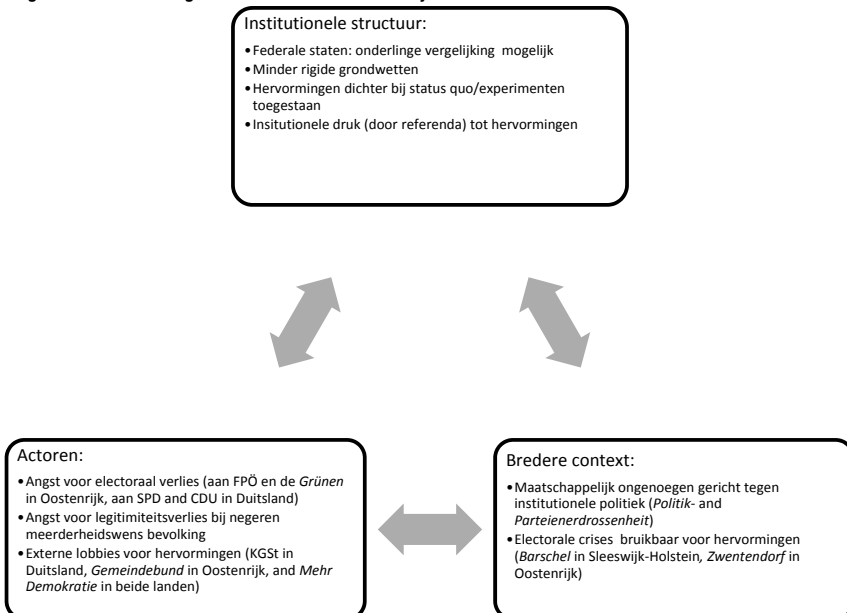 Institutionele structuur:
•Federale staten: onderlinge vergelijking mogelijk
•Minder rigide grondwetten
•Hervormingen dichter bij status quo/experimenten
toegestaan
•Insitutionele druk (door referenda) tot hervormingen
Actoren:
•Angst voor electoraal verlies (aan FPÖ en de Grünen
in Oostenrijk, aan SPD and CDU in Duitsland)
•Angst voor legitimiteitsverlies bij negeren
meerderheidswens bevolking
•Externe lobbies voor hervormingen (KGSt in
Duitsland, Gemeindebund in Oostenrijk, and Mehr
Demokratie in beide landen)
Bredere context:
•Maatschappelijk ongenoegen gericht tegen
institutionele politiek (Politik- and
Parteienerdrossenheit)
•Electorale crises bruikbaar voor hervormingen
(Barschel in Sleeswijk-Holstein, Zwentendorf in
Oostenrijk)